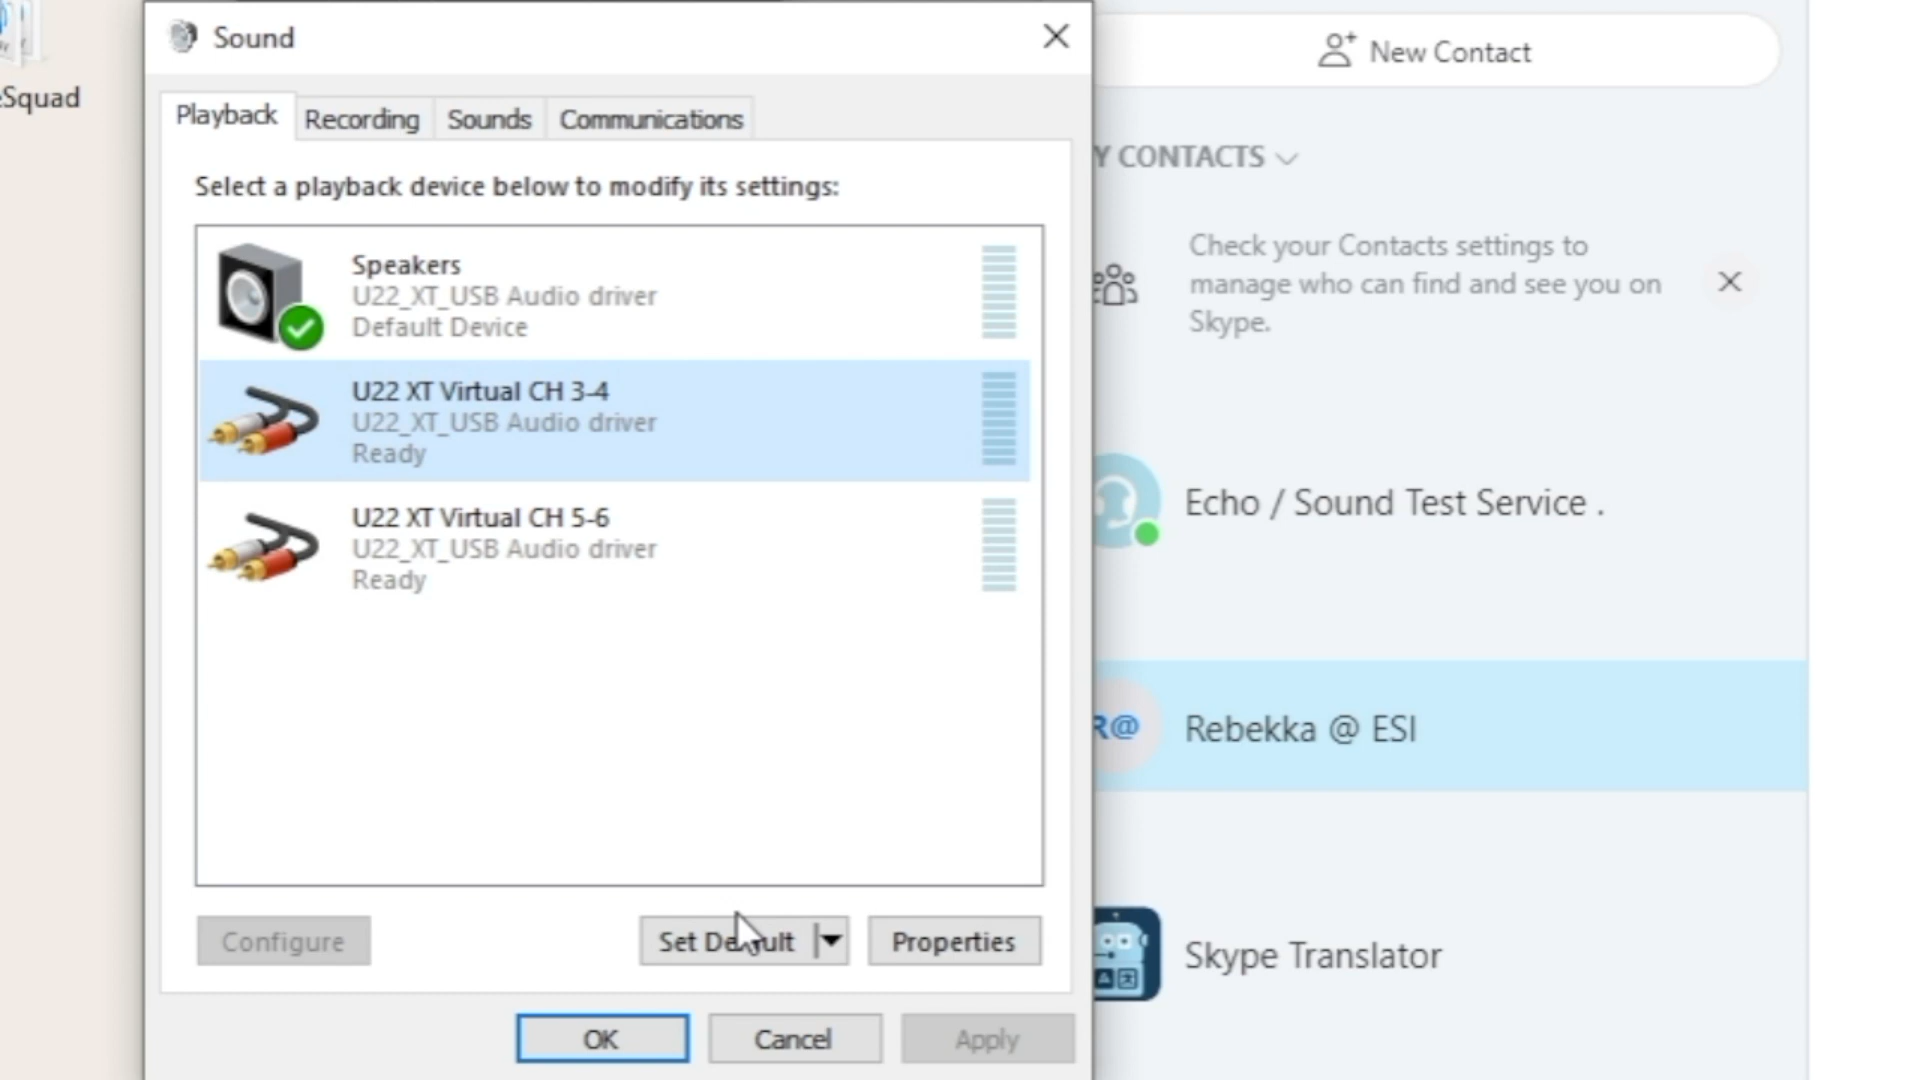 Squad
Sound
Playback
Recording
Sounds
Communications
Select a playback device below to modify its settings:
Speakers
U22_XT_USB Audio driver
Default Device
U22 XT Virtual CH 3-4
U22_XT_USB Audio driver
Ready
U22 XT Virtual CH 5-6
U22_XT_USB Audio driver
Ready
Configure
Set Default
Properties
OK
Cancel
Apply
New Contact
Y CONTACTS
Check your Contacts settings to
manage who can find and see you on
Skype.
Echo / Sound Test Service .
R@
Rebekka @ ESI
Skype Translator